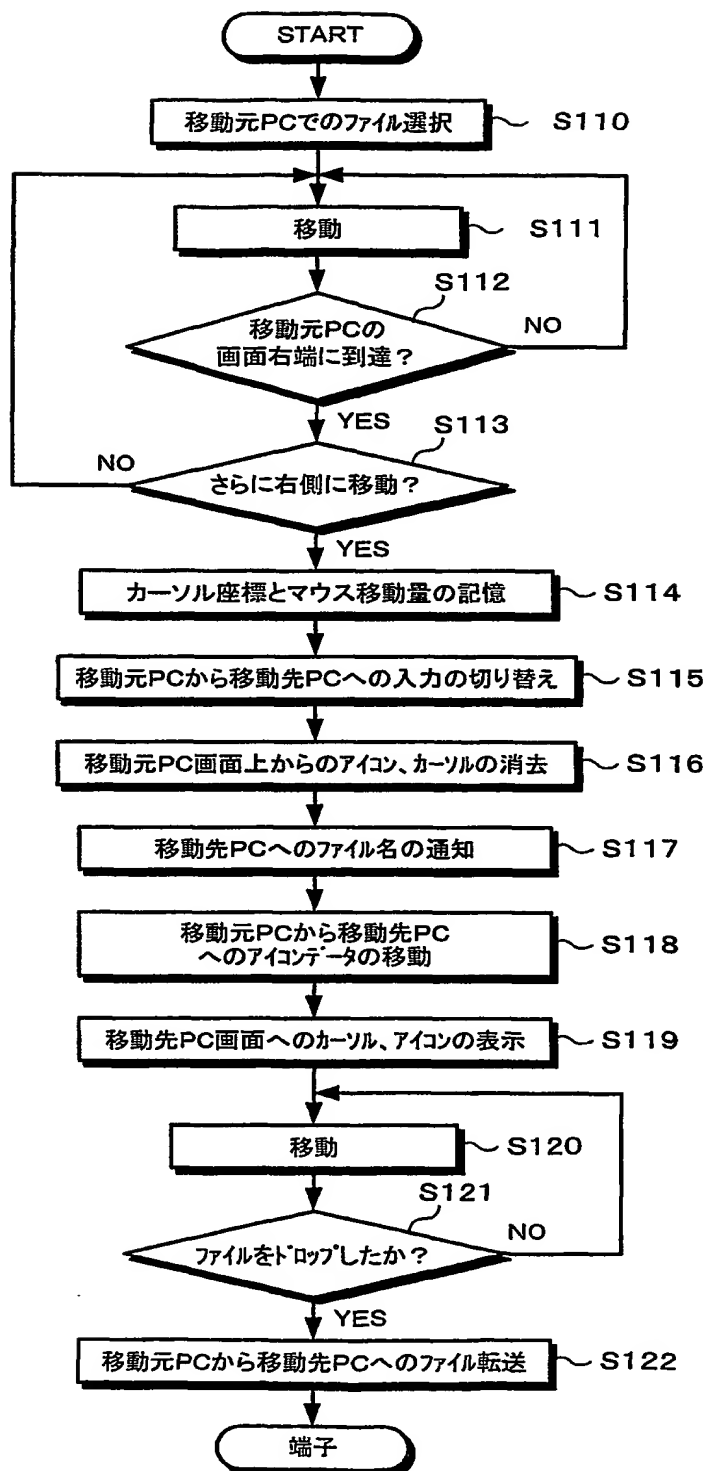 START
移動元PCでのファイル選択
S110
移動
S111
S112
移動元PCの
画面右端に到達？
NO
YES
S113
NO
さらに右側に移動？
YES
カーソル座標とマウス移動量の記憶
S114
移動元PCから移動先PCへの入力の切り替え
S115
移動元PC画面上からのアイコン、カーソルの消去
S116
移動先PCへのファイル名の通知
S117
移動元PCから移動先PC
へのアイコンデータの移動
S118
移動先PC画面へのカーソル、アイコンの表示
S119
移動
S120
S121
ファイルをドロップしたか？
NO
YES
移動元PCから移動先PCへのファイル転送
S122
端子